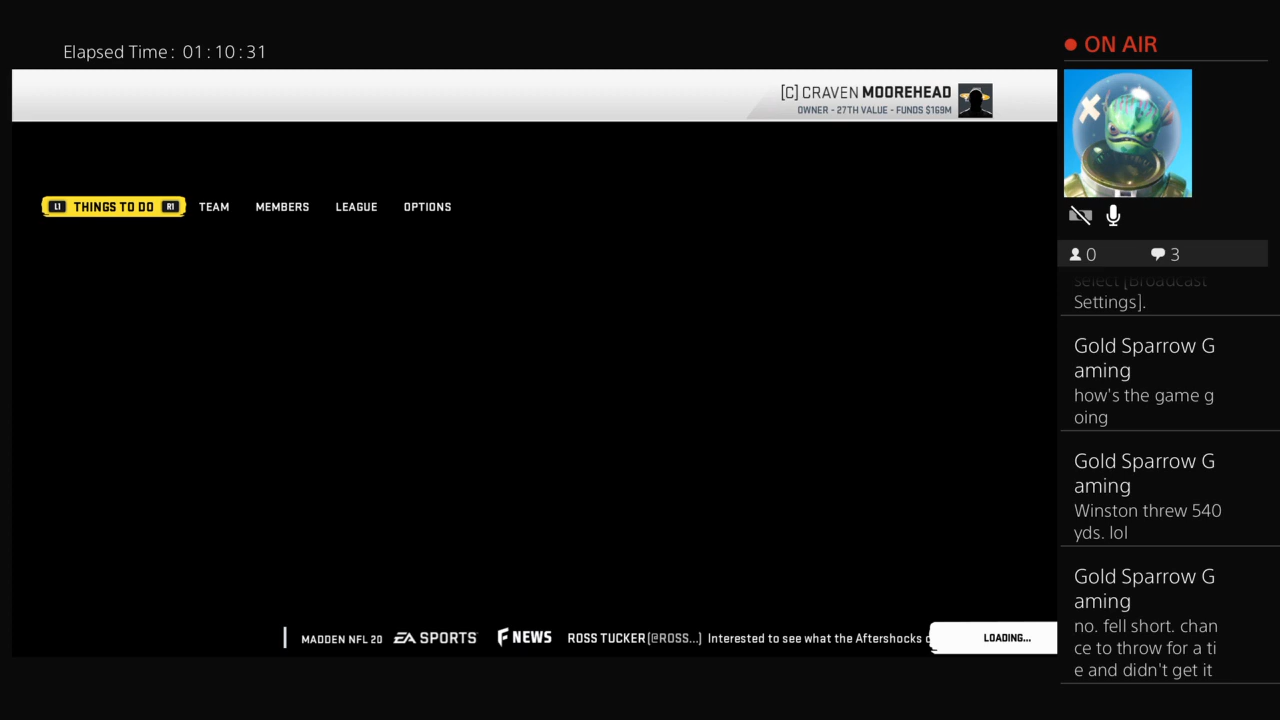 Elapsed Time: 01:10:31
ON AIR
[C] CRAVEN MOOREHEAD
OWNER - 27TH VALUE - FUNDS $169M
L1 THINGS TO DO R1 TEAM MEMBERS LEAGUE OPTIONS
0 3
select [Broadcast
Settings].
Gold Sparrow G
aming
how's the game g
oing
Gold Sparrow G
aming
Winston threw 540
yds. lol
Gold Sparrow G
aming
no. fell short. chan
ce to throw for a ti
e and didn't get it
MADDEN NFL 20 EA SPORTS F NEWS ROSS TUCKER (@ROSS...) Interested to see what the Aftershocks
LOADING...